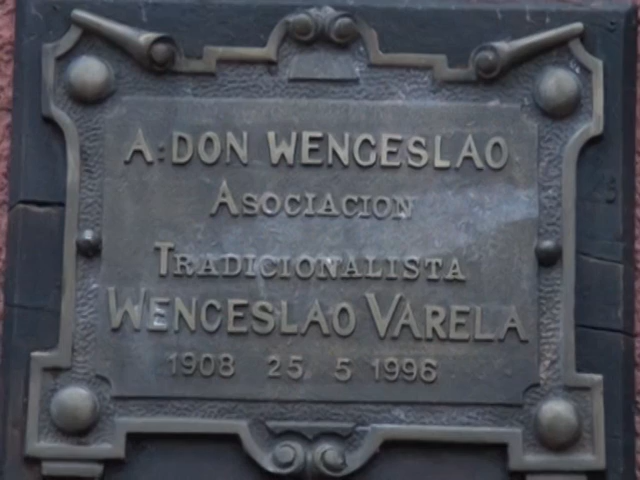 A: DON WENCESLAO
ASOCIACION
TRADICIONALISTA
WENCESLAO VARELA
1908 25 5 1996